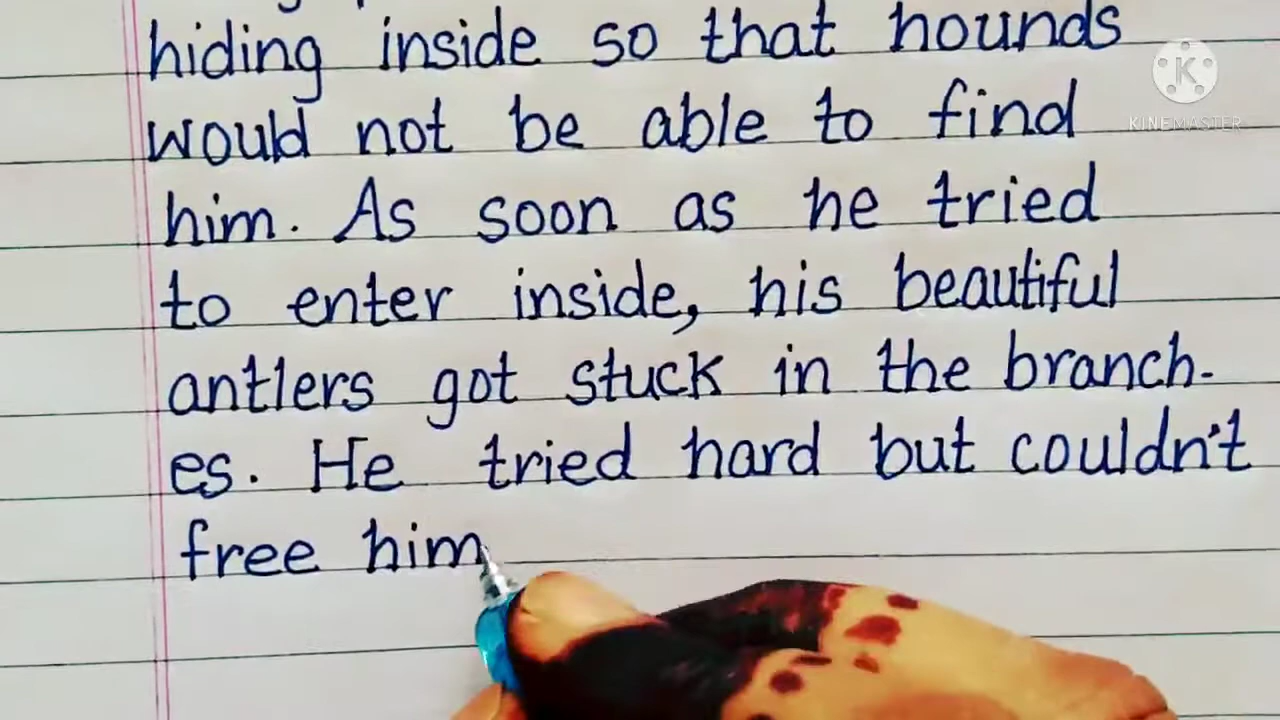 hiding inside so that hounds
would not be able to find
him. As soon as he tried
to enter inside, his beautiful
antlers got stuck in the branch-
es. He tried hard but couldn't
free him
K
KINEMASTER